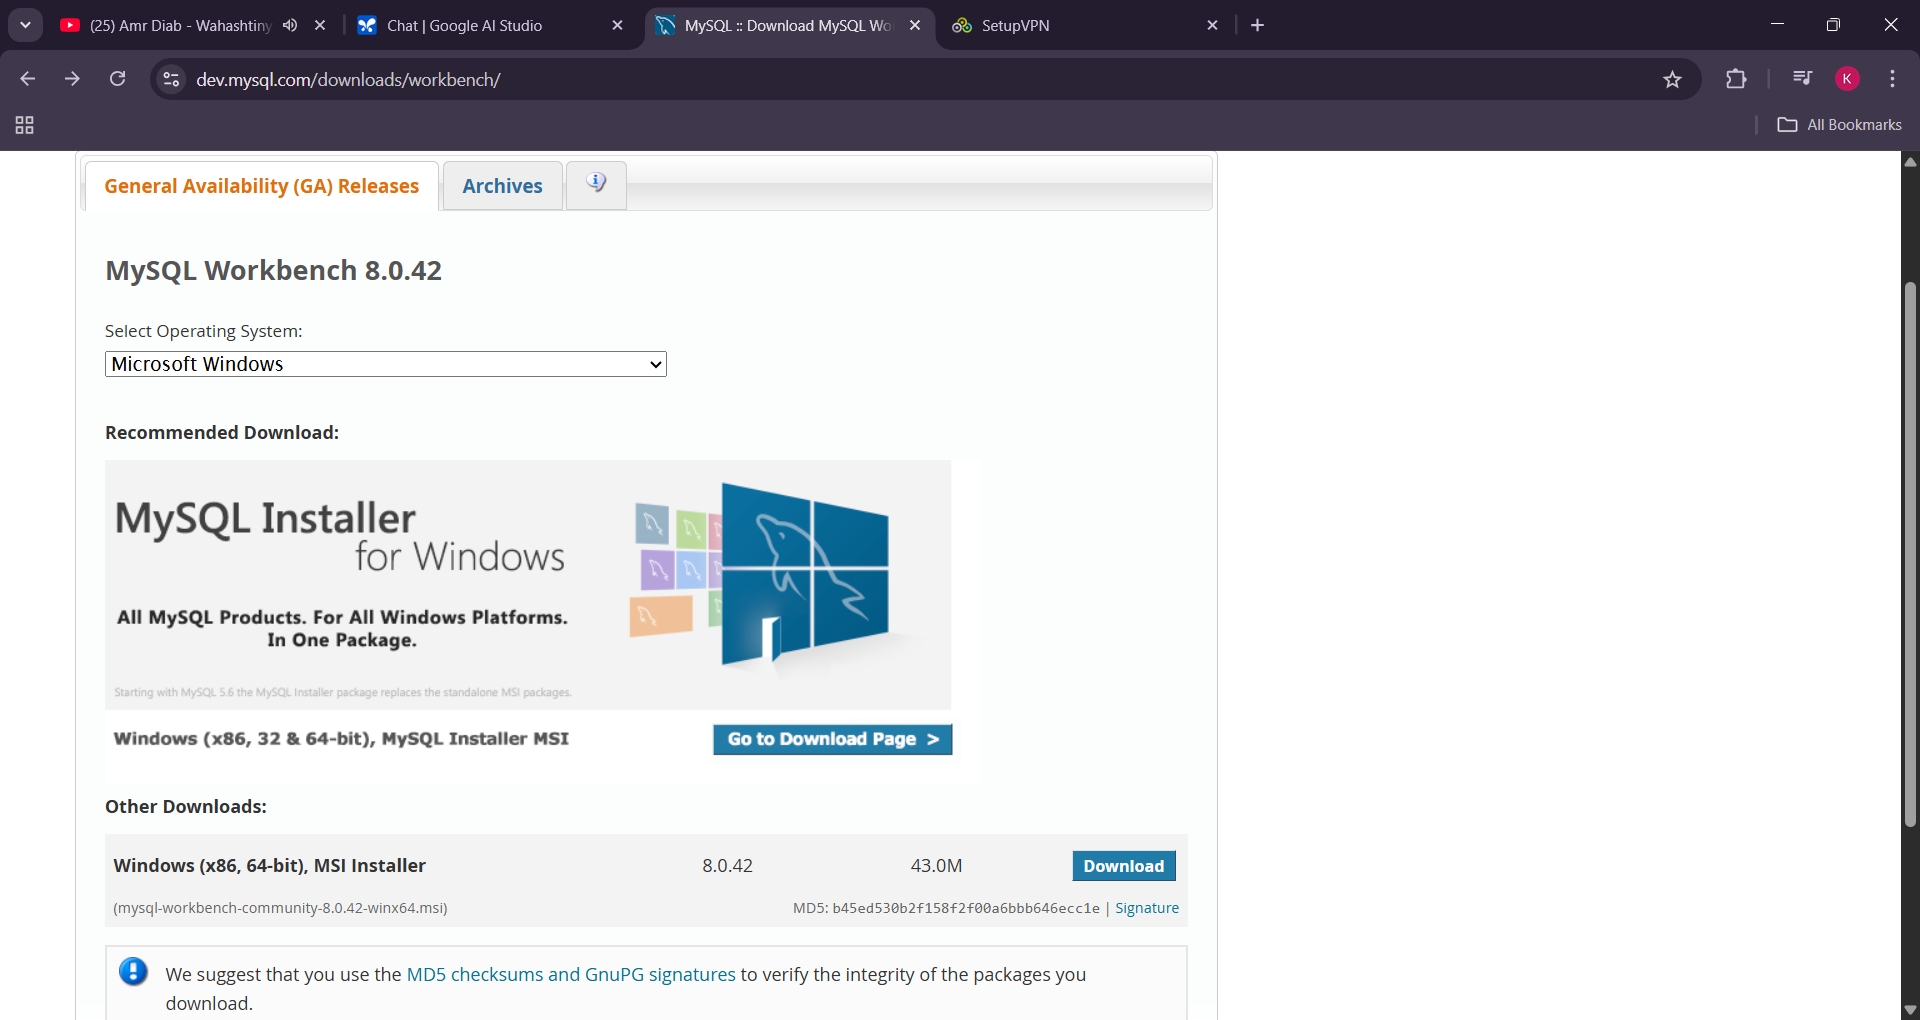 (25) Amr Diab - Wahashtiny
Chat | Google AI Studio
MySQL :: Download MySQL Wo
SetupVPN
dev.mysql.com/downloads/workbench/
K
All Bookmarks
General Availability (GA) Releases
Archives
MySQL Workbench 8.0.42
Select Operating System:
Microsoft Windows
Recommended Download:
MySQL Installer
for Windows
All MySQL Products. For All Windows Platforms.
In One Package.
Starting with MySQL 5.6 the MySQL Installer package replaces the standalone MSI packages.
Windows (x86, 32 & 64-bit), MySQL Installer MSI
Go to Download Page >
Other Downloads:
Windows (x86, 64-bit), MSI Installer
8.0.42
43.0M
Download
(mysql-workbench-community-8.0.42-winx64.msi)
MD5: b45ed530b2f158f2f00a6bbb646ecc1e | Signature
We suggest that you use the MD5 checksums and GnuPG signatures to verify the integrity of the packages you
download.